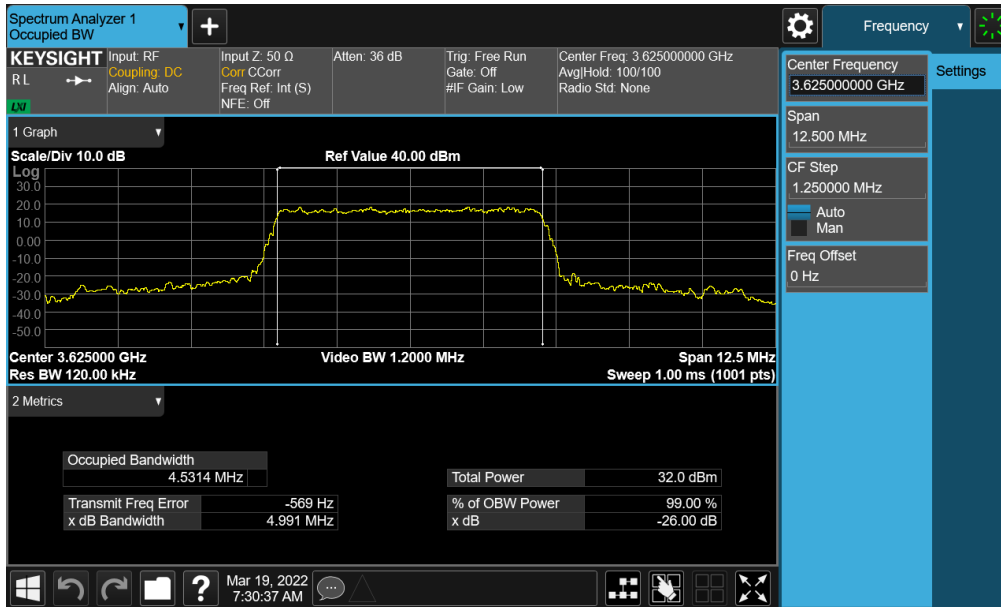 Spectrum Analyzer 1
Occupied BW
+
Frequency
KEYSIGHT
R L
LXI
Input: RF
Coupling: DC
Align: Auto
Input Z: 50 Ω
Corr CCorr
Freq Ref: Int (S)
NFE: Off
Atten: 36 dB
Trig: Free Run
Gate: Off
#IF Gain: Low
Center Freq: 3.625000000 GHz
Avg|Hold: 100/100
Radio Std: None
Center Frequency
3.625000000 GHz
Settings
Span
12.500 MHz
CF Step
1.250000 MHz
Auto
Man
Freq Offset
0 Hz
1 Graph
Scale/Div 10.0 dB
Ref Value 40.00 dBm
Log
30.0
20.0
10.0
0.00
-10.0
-20.0
-30.0
-40.0
-50.0
Center 3.625000 GHz
Video BW 1.2000 MHz
Span 12.5 MHz
Res BW 120.00 kHz
Sweep 1.00 ms (1001 pts)
2 Metrics
Occupied Bandwidth
4.5314 MHz
Total Power 32.0 dBm
Transmit Freq Error -569 Hz
% of OBW Power 99.00 %
x dB Bandwidth 4.991 MHz
x dB -26.00 dB
?
Mar 19, 2022
7:30:37 AM